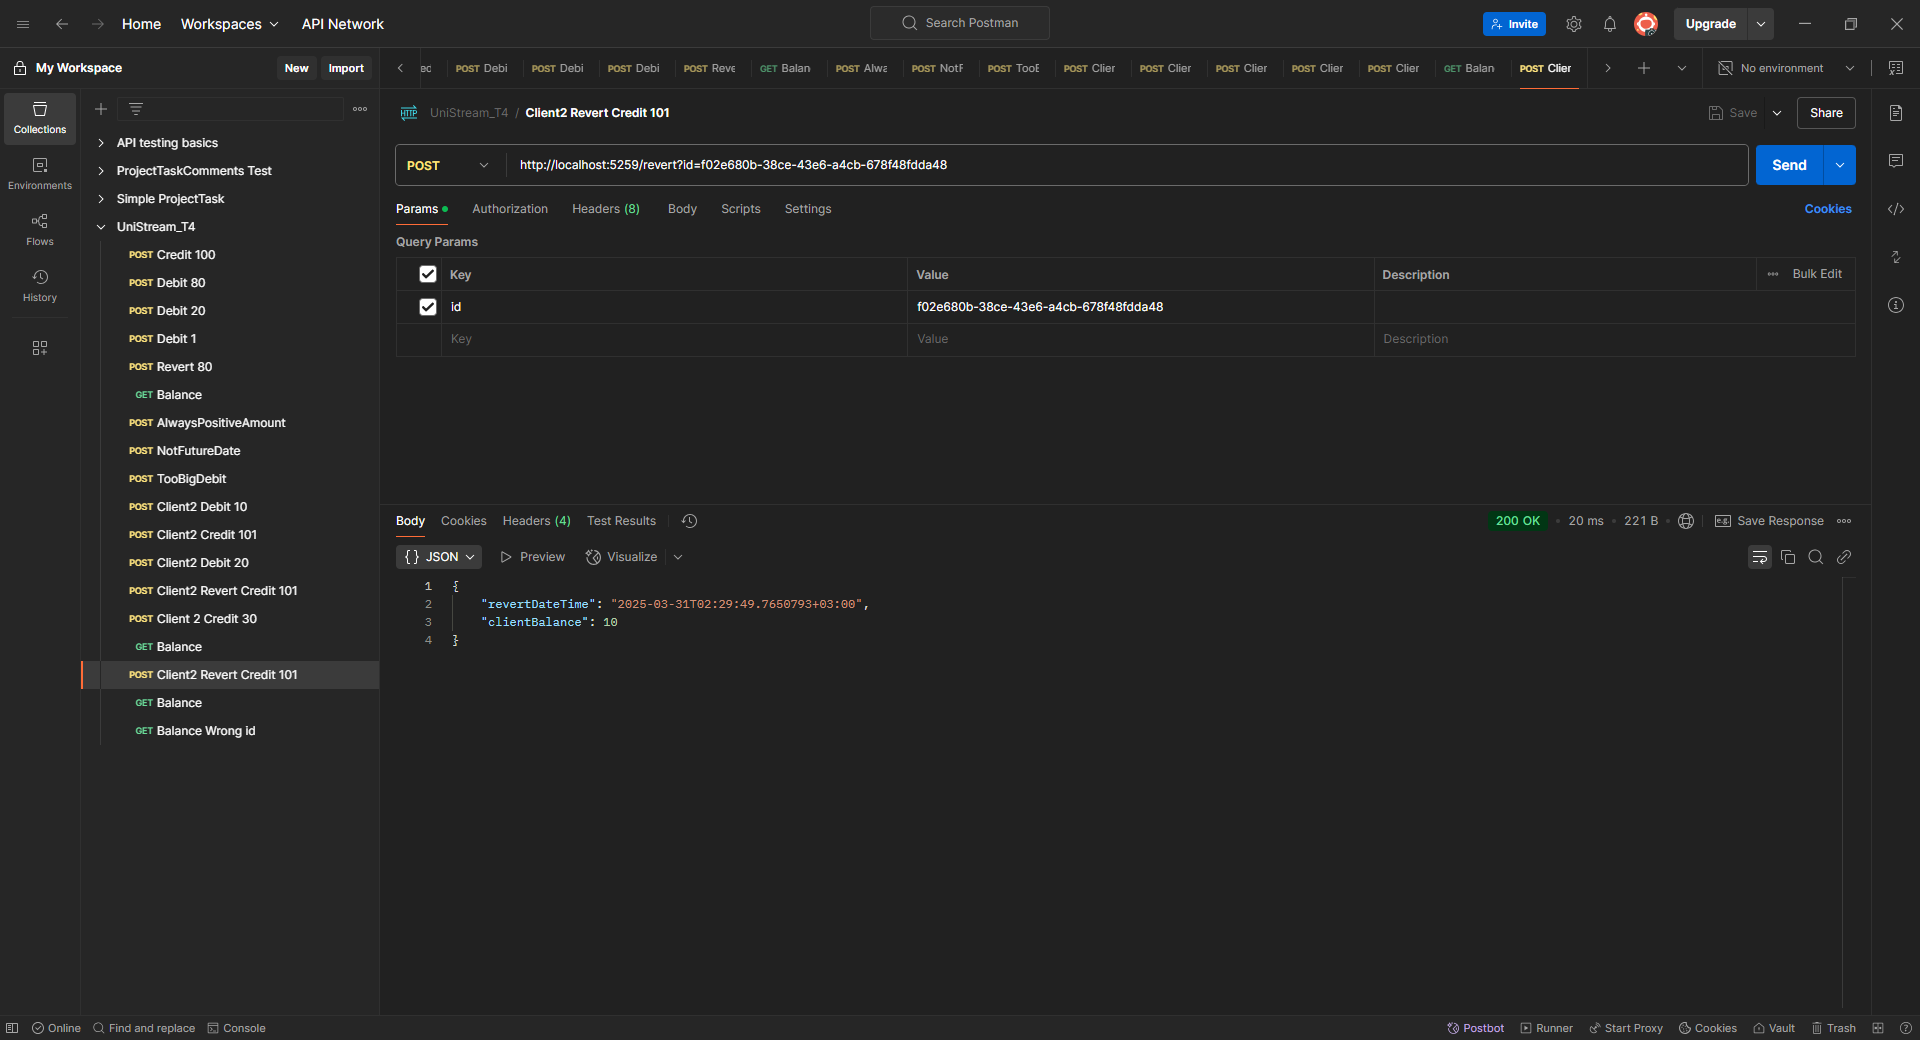 Home
Workspaces
API Network
Search Postman
Invite
Upgrade
My Workspace
New
Import
POST Debi
POST Debi
POST Debi
POST Reve
GET Balan
POST Alwa
POST NotF
POST TooB
POST Clier
POST Clier
POST Clier
POST Clier
POST Clier
GET Balan
POST Clier
No environment
Collections
Environments
Flows
History
API testing basics
ProjectTaskComments Test
Simple ProjectTask
UniStream_T4
POST Credit 100
POST Debit 80
POST Debit 20
POST Debit 1
POST Revert 80
GET Balance
POST AlwaysPositiveAmount
POST NotFutureDate
POST TooBigDebit
POST Client2 Debit 10
POST Client2 Credit 101
POST Client2 Debit 20
POST Client2 Revert Credit 101
POST Client 2 Credit 30
GET Balance
POST Client2 Revert Credit 101
GET Balance
GET Balance Wrong id
HTTP UniStream_T4 / Client2 Revert Credit 101
Save
Share
POST http://localhost:5259/revert?id=f02e680b-38ce-43e6-a4cb-678f48fdda48
Send
Params Authorization Headers (8) Body Scripts Settings
Cookies
Query Params
Key Value Description Bulk Edit
id f02e680b-38ce-43e6-a4cb-678f48fdda48
Key Value Description
Body Cookies Headers (4) Test Results
200 OK • 20 ms • 221 B
e.g. Save Response
{} JSON Preview Visualize
1 {
2 "revertDateTime": "2025-03-31T02:29:49.7650793+03:00",
3 "clientBalance": 10
4 }
Online Find and replace Console
Postbot Runner Start Proxy Cookies Vault Trash